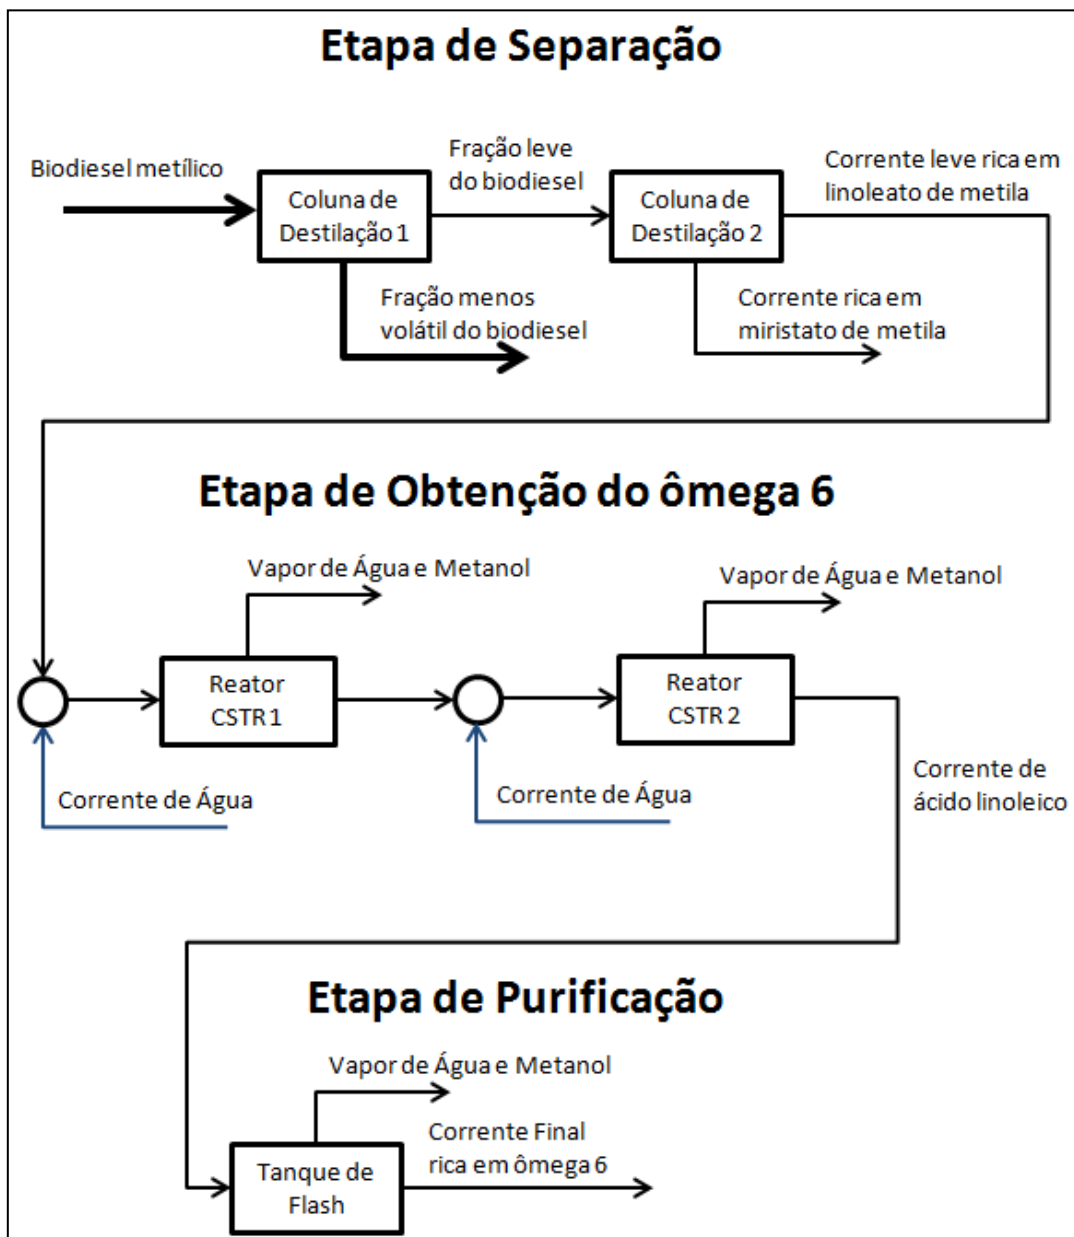 Etapa de Separação
Biodiesel metílico
Coluna de
Destilação 1
Fração leve
do biodiesel
Coluna de
Destilação 2
Corrente leve rica em
linoleato de metila
Fração menos
volátil do biodiesel
Corrente rica em
miristato de metila
Etapa de Obtenção do ômega 6
Vapor de Água e Metanol
Vapor de Água e Metanol
Reator
CSTR 1
Reator
CSTR 2
Corrente de Água
Corrente de Água
Corrente de
ácido linoleico
Etapa de Purificação
Vapor de Água e Metanol
Corrente Final
rica em ômega 6
Tanque de
Flash